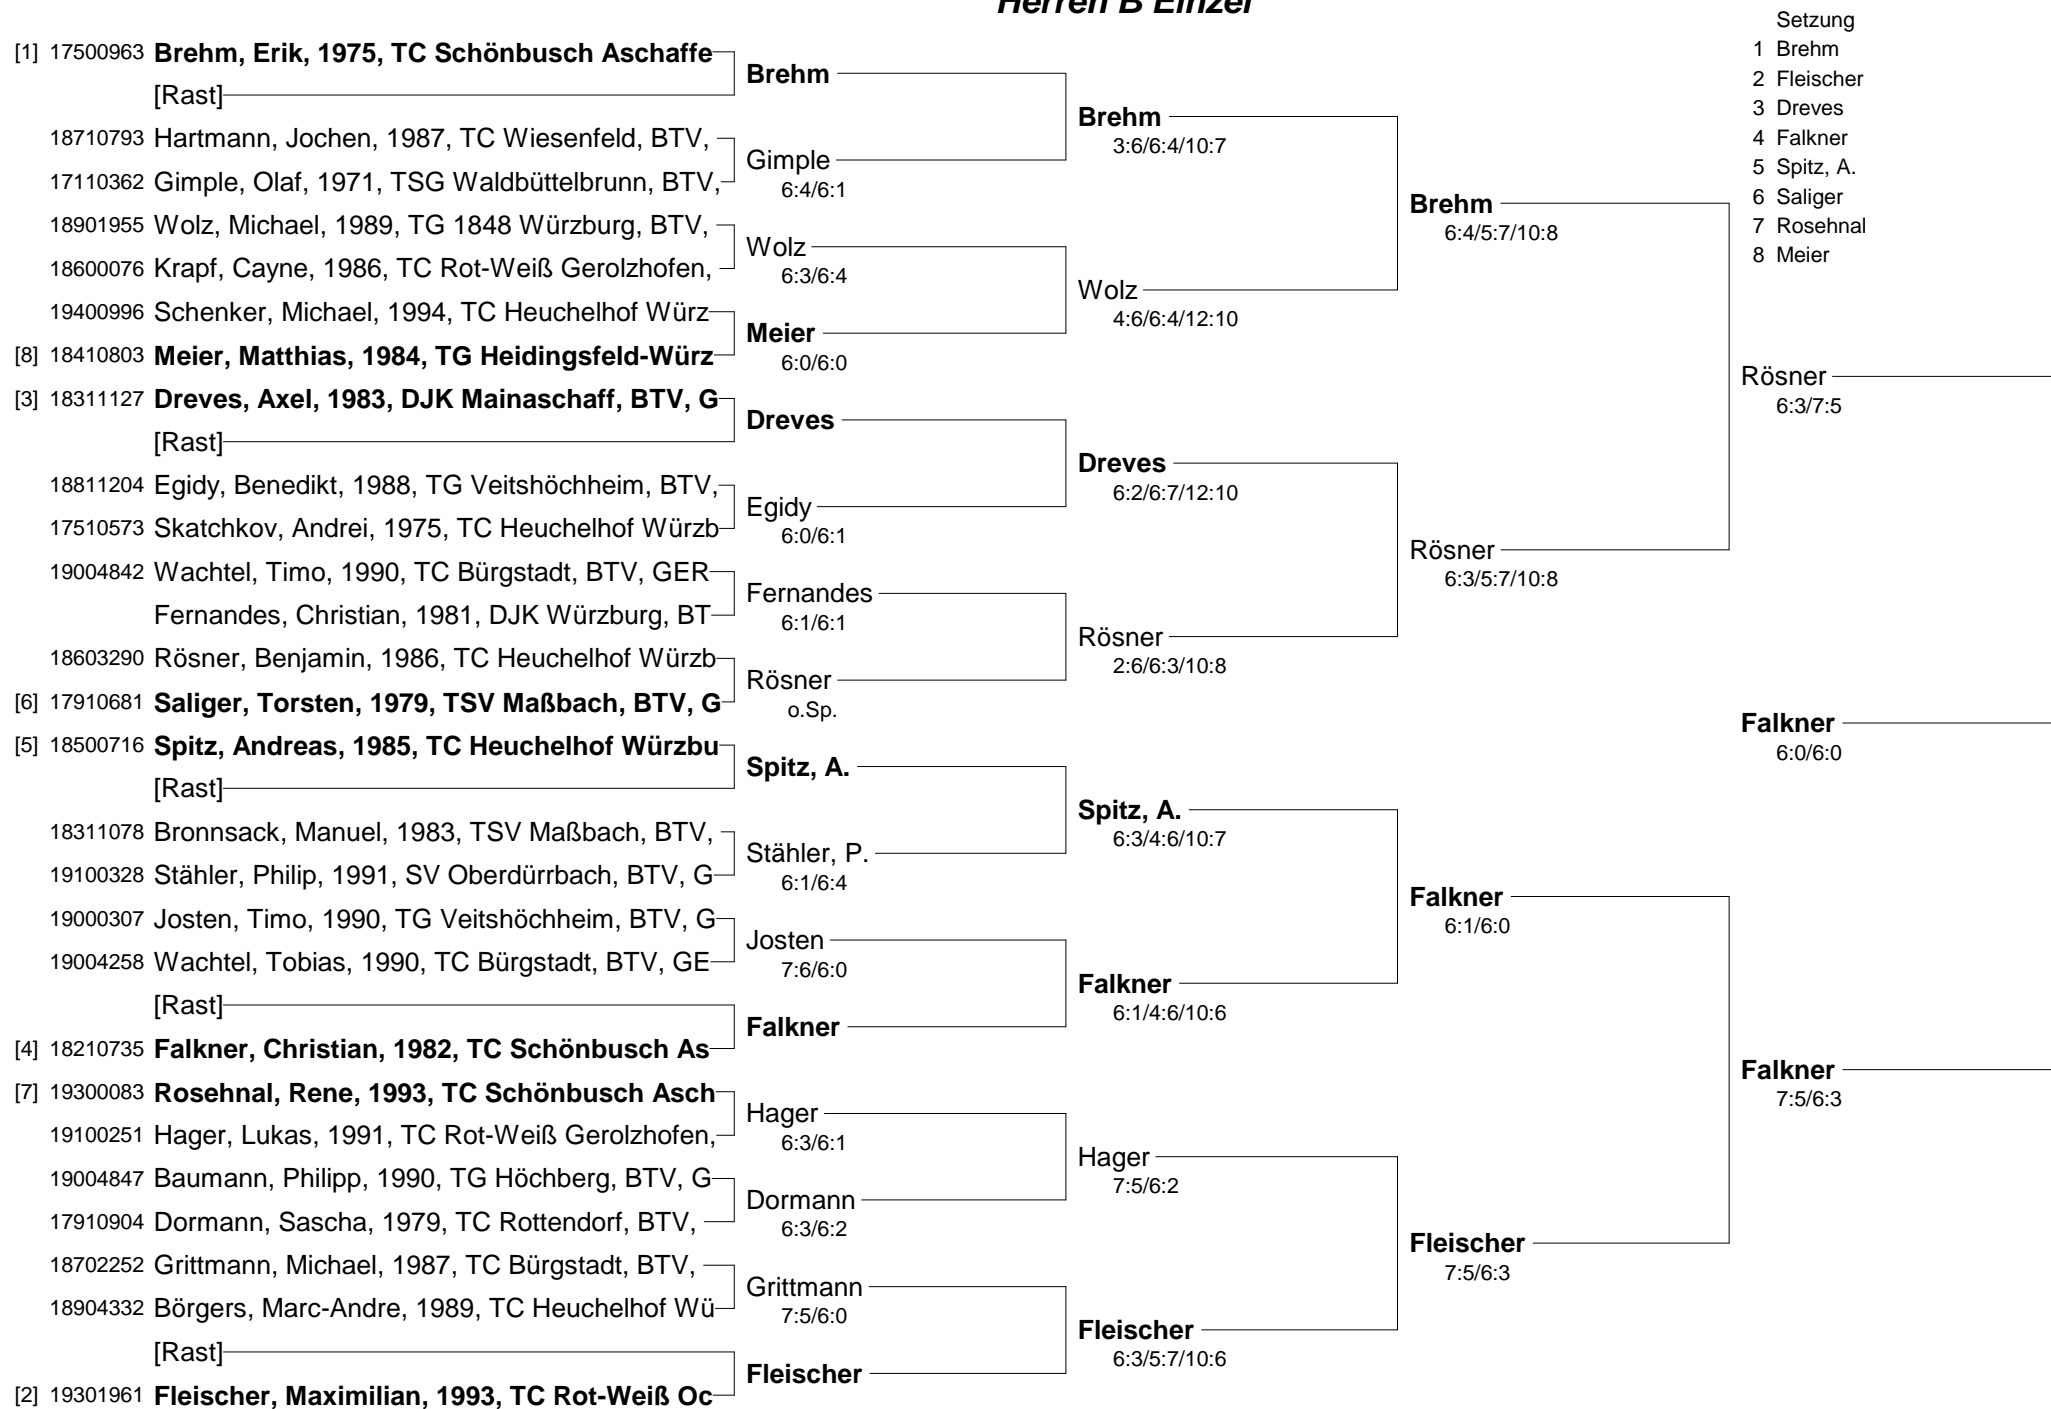 Herren B Einzel
Setzung
1 Brehm
2 Fleischer
3 Dreves
4 Falkner
5 Spitz, A.
6 Saliger
7 Rosehnal
8 Meier
[1] 17500963 Brehm, Erik, 1975, TC Schönbusch Aschaffe
[Rast]
18710793 Hartmann, Jochen, 1987, TC Wiesenfeld, BTV,
17110362 Gimple, Olaf, 1971, TSG Waldbüttelbrunn, BTV,
18901955 Wolz, Michael, 1989, TG 1848 Würzburg, BTV,
18600076 Krapf, Cayne, 1986, TC Rot-Weiß Gerolzhofen,
19400996 Schenker, Michael, 1994, TC Heuchelhof Würz
[8] 18410803 Meier, Matthias, 1984, TG Heidingsfeld-Würz
[3] 18311127 Dreves, Axel, 1983, DJK Mainaschaff, BTV, G
[Rast]
18811204 Egidy, Benedikt, 1988, TG Veitshöchheim, BTV,
17510573 Skatchkov, Andrei, 1975, TC Heuchelhof Würzb
19004842 Wachtel, Timo, 1990, TC Bürgstadt, BTV, GER
Fernandes, Christian, 1981, DJK Würzburg, BT
18603290 Rösner, Benjamin, 1986, TC Heuchelhof Würzb
[6] 17910681 Saliger, Torsten, 1979, TSV Maßbach, BTV, G
[5] 18500716 Spitz, Andreas, 1985, TC Heuchelhof Würzbu
[Rast]
18311078 Bronnsack, Manuel, 1983, TSV Maßbach, BTV,
19100328 Stähler, Philip, 1991, SV Oberdürrbach, BTV, G
19000307 Josten, Timo, 1990, TG Veitshöchheim, BTV, G
19004258 Wachtel, Tobias, 1990, TC Bürgstadt, BTV, GE
[Rast]
[4] 18210735 Falkner, Christian, 1982, TC Schönbusch As
[7] 19300083 Rosehnal, Rene, 1993, TC Schönbusch Asch
19100251 Hager, Lukas, 1991, TC Rot-Weiß Gerolzhofen,
19004847 Baumann, Philipp, 1990, TG Höchberg, BTV, G
17910904 Dormann, Sascha, 1979, TC Rottendorf, BTV,
18702252 Grittmann, Michael, 1987, TC Bürgstadt, BTV,
18904332 Börgers, Marc-Andre, 1989, TC Heuchelhof Wü
[Rast]
[2] 19301961 Fleischer, Maximilian, 1993, TC Rot-Weiß Oc
Brehm
Gimple
6:4/6:1
Wolz
6:3/6:4
Meier
6:0/6:0
Dreves
Egidy
6:0/6:1
Fernandes
6:1/6:1
Rösner
o.Sp.
Spitz, A.
Stähler, P.
6:1/6:4
Josten
7:6/6:0
Falkner
Hager
6:3/6:1
Dormann
6:3/6:2
Grittmann
7:5/6:0
Fleischer
Brehm
3:6/6:4/10:7
Wolz
4:6/6:4/12:10
Dreves
6:2/6:7/12:10
Rösner
2:6/6:3/10:8
Spitz, A.
6:3/4:6/10:7
Falkner
6:1/4:6/10:6
Hager
7:5/6:2
Fleischer
6:3/5:7/10:6
Brehm
6:4/5:7/10:8
Rösner
6:3/5:7/10:8
Falkner
6:1/6:0
Fleischer
7:5/6:3
Rösner
6:3/7:5
Falkner
6:0/6:0
Falkner
7:5/6:3